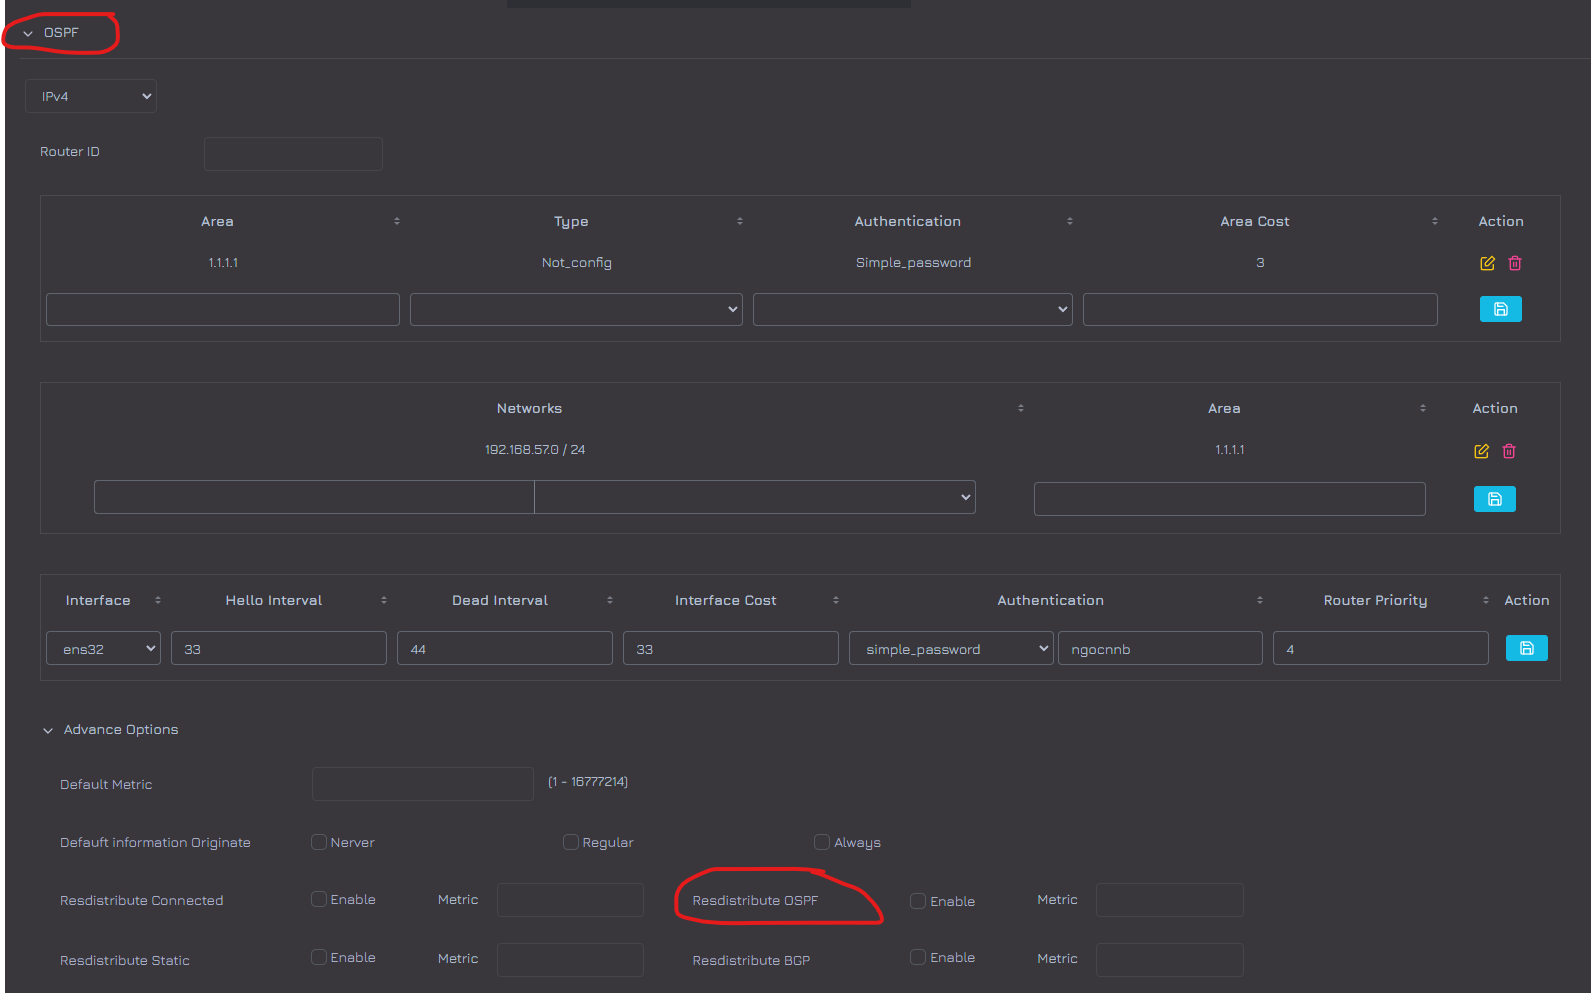 OSPF
IPv4
Router ID
Area Type Authentication Area Cost Action
1.1.1.1 Not_config Simple_password 3
Networks Area Action
192.168.57.0 / 24 1.1.1.1
Interface Hello Interval Dead Interval Interface Cost Authentication Router Priority Action
ens32 33 44 33 simple_password ngocnnb 4
Advance Options
Default Metric (1 - 16777214)
Defauft information Originate Nerver Regular Always
Resdistribute Connected Enable Metric Resdistribute OSPF Enable Metric
Resdistribute Static Enable Metric Resdistribute BGP Enable Metric